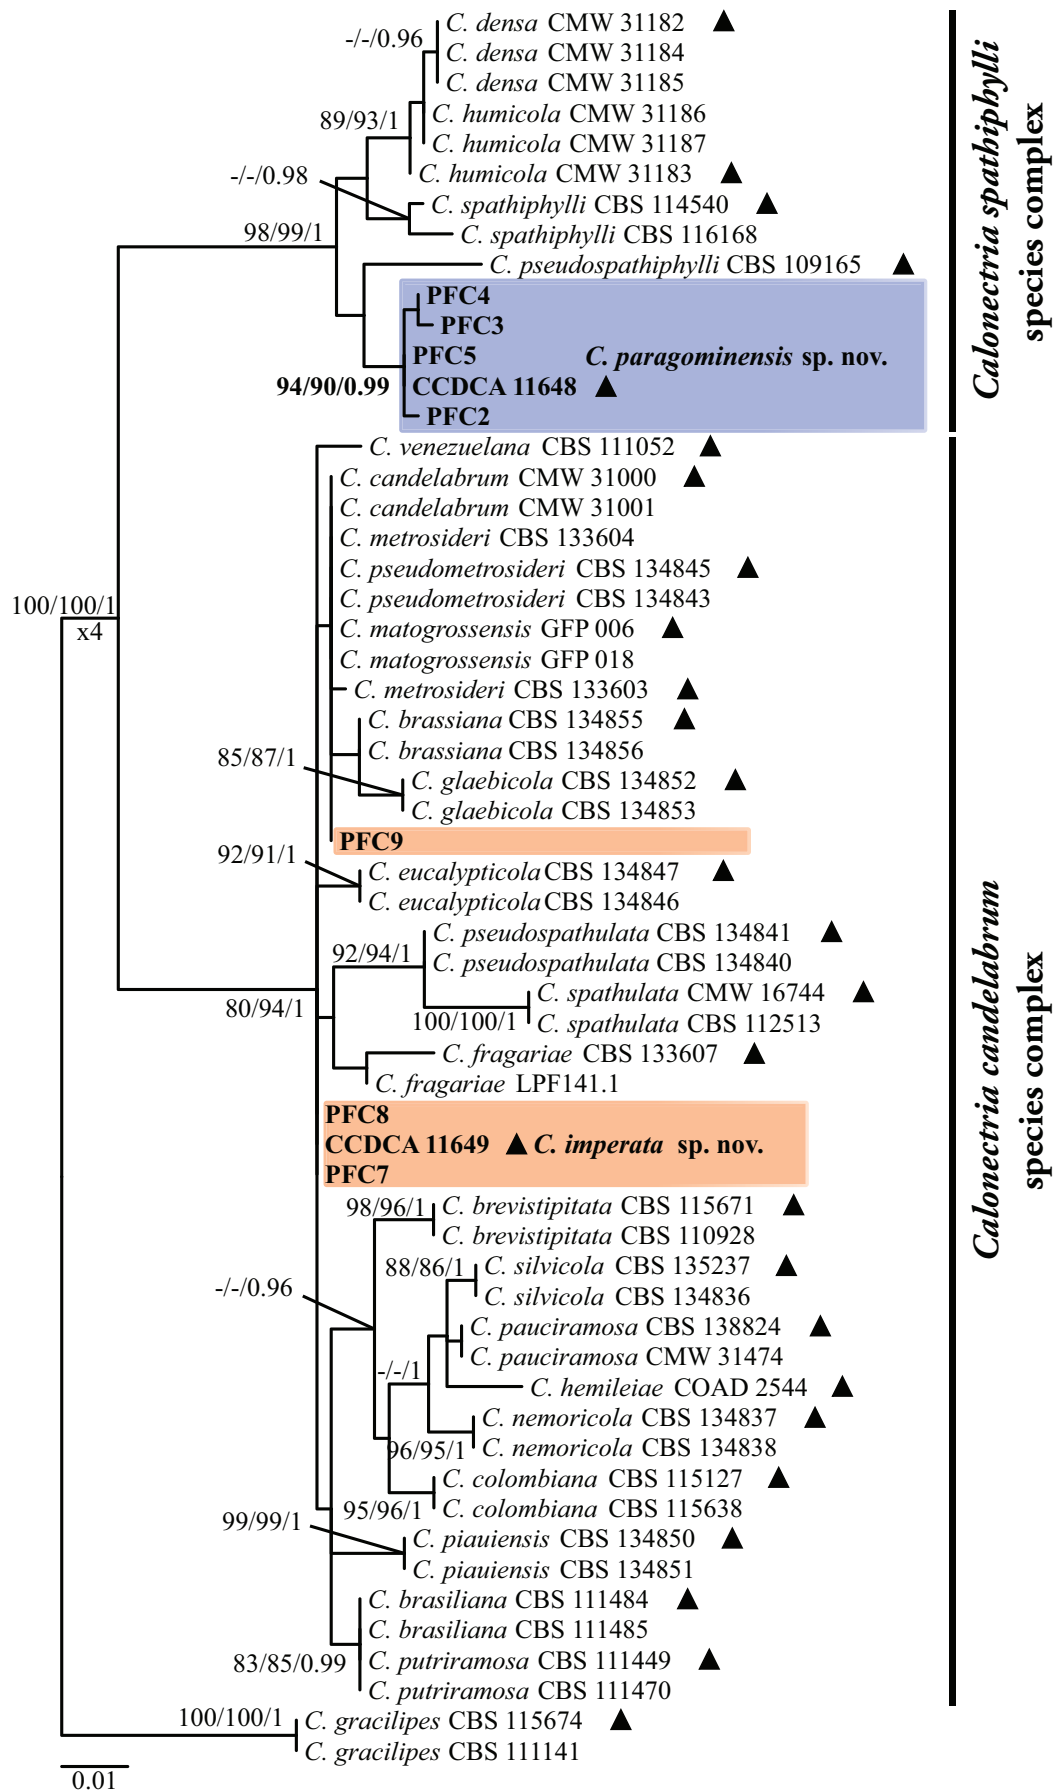 C. densa CMW 31182 ▲
-/-/0.96
C. densa CMW 31184
C. densa CMW 31185
C. humicola CMW 31186
89/93/1
C. humicola CMW 31187
C. humicola CMW 31183 ▲
-/-/0.98
C. spathiphylli CBS 114540 ▲
98/99/1
C. spathiphylli CBS 116168
C. pseudospathiphylli CBS 109165 ▲
PFC4
PFC3
PFC5
C. paragominensis sp. nov.
94/90/0.99
CCDCA 11648 ▲
PFC2
Calonectria spathiphylli
species complex
C. venezuelana CBS 111052 ▲
C. candelabrum CMW 31000 ▲
C. candelabrum CMW 31001
C. metrosideri CBS 133604
C. pseudometrosideri CBS 134845 ▲
C. pseudometrosideri CBS 134843
100/100/1
x4
C. matogrossensis GFP 006 ▲
C. matogrossensis GFP 018
C. metrosideri CBS 133603 ▲
C. brassiana CBS 134855 ▲
C. brassiana CBS 134856
85/87/1
C. glaebicola CBS 134852 ▲
C. glaebicola CBS 134853
PFC9
92/91/1
C. eucalypticola CBS 134847 ▲
C. eucalypticola CBS 134846
C. pseudospathulata CBS 134841 ▲
92/94/1
C. pseudospathulata CBS 134840
C. spathulata CMW 16744 ▲
80/94/1
100/100/1
C. spathulata CBS 112513
C. fragariae CBS 133607 ▲
C. fragariae LPF141.1
PFC8
CCDCA 11649 ▲ C. imperata sp. nov.
PFC7
98/96/1
C. brevistipitata CBS 115671 ▲
C. brevistipitata CBS 110928
88/86/1
C. silvicola CBS 135237 ▲
-/-/0.96
C. silvicola CBS 134836
C. pauciramosa CBS 138824 ▲
C. pauciramosa CMW 31474
-/-/1
C. hemileiae COAD 2544 ▲
C. nemoricola CBS 134837 ▲
96/95/1
C. nemoricola CBS 134838
C. colombiana CBS 115127 ▲
95/96/1
C. colombiana CBS 115638
99/99/1
C. piauiensis CBS 134850 ▲
C. piauiensis CBS 134851
C. brasiliana CBS 111484 ▲
C. brasiliana CBS 111485
83/85/0.99
C. putriramosa CBS 111449 ▲
C. putriramosa CBS 111470
Calonectria candelabrum
species complex
100/100/1
C. gracilipes CBS 115674 ▲
C. gracilipes CBS 111141
0.01